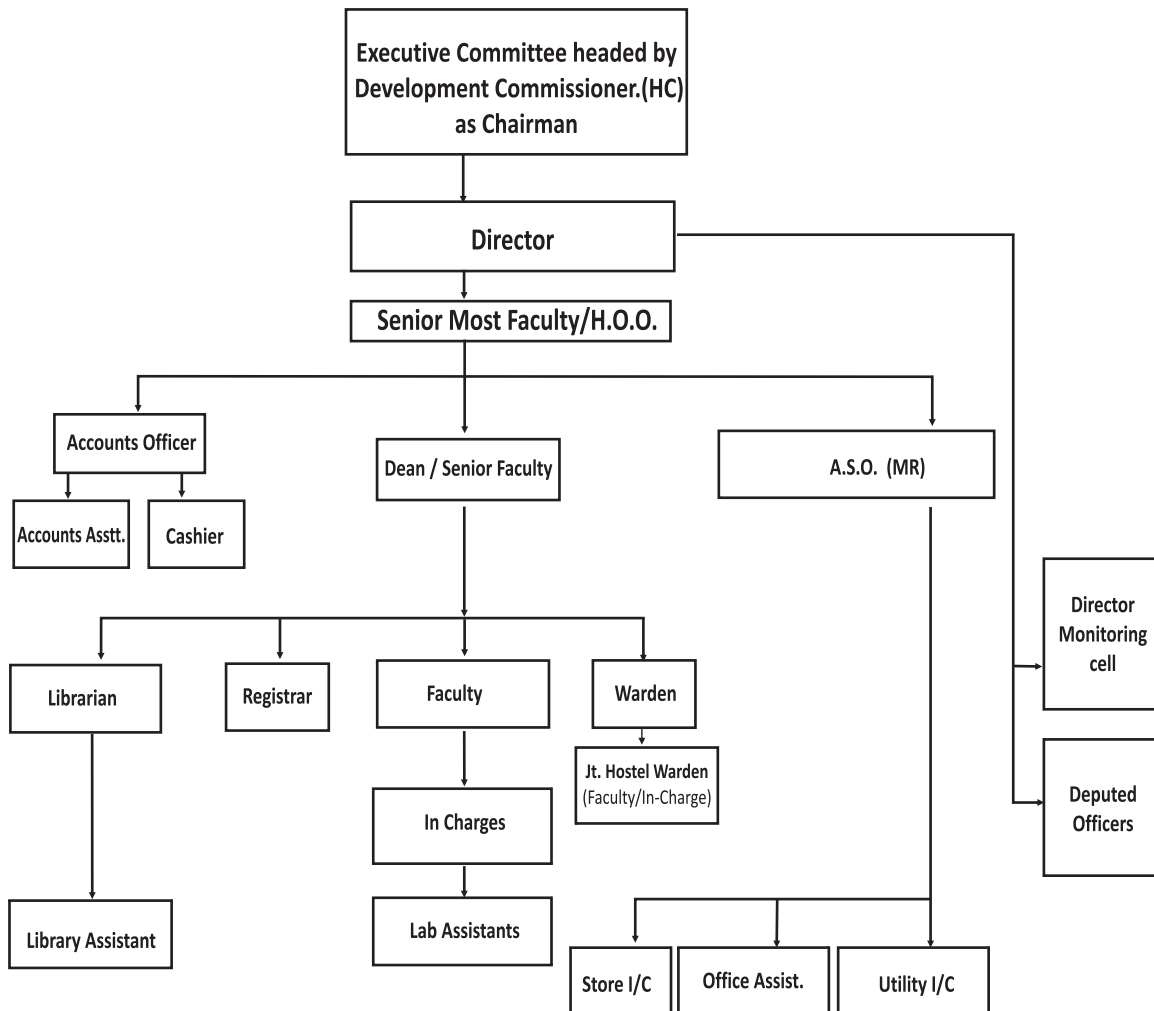 Executive Committee headed by
Development Commissioner.(HC)
as Chairman
Director
Senior Most Faculty/H.O.O.
Accounts Officer
Dean / Senior Faculty
A.S.O. (MR)
Accounts Asstt.
Cashier
Director
Monitoring
cell
Librarian
Registrar
Faculty
Warden
Jt. Hostel Warden
(Faculty/In-Charge)
Deputed
Officers
In Charges
Library Assistant
Lab Assistants
Store I/C
Office Assist.
Utility I/C